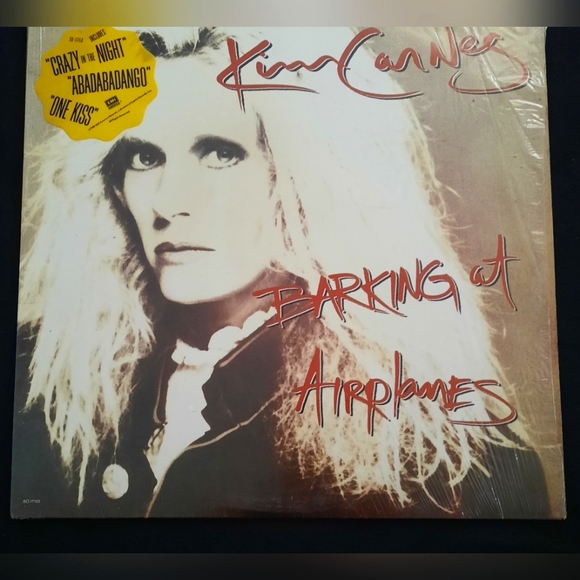 INCLUDES
"CRAZY IN THE NIGHT"
"ABADABADANGO"
"ONE KISS"
Kim Carnes
BARKING at
AIRPlanES